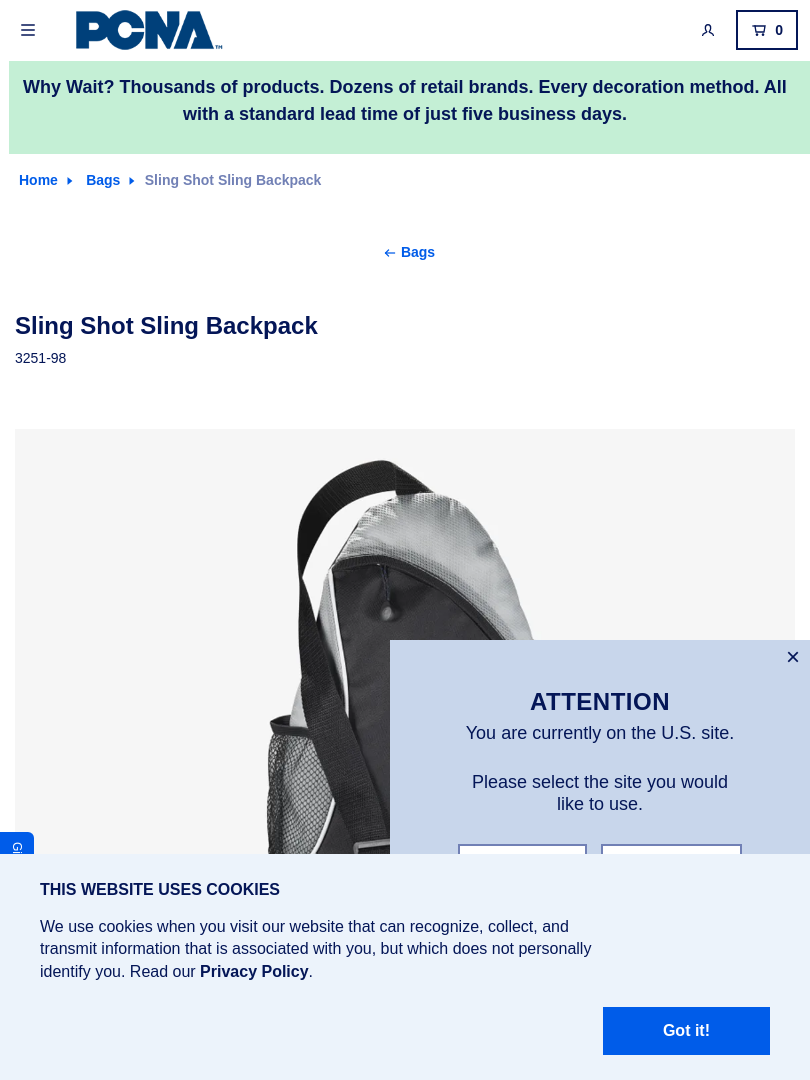 PCNA™
0
Why Wait? Thousands of products. Dozens of retail brands. Every decoration method. All
with a standard lead time of just five business days.
Home Bags Sling Shot Sling Backpack
← Bags
Sling Shot Sling Backpack
3251-98
×
ATTENTION
You are currently on the U.S. site.
Please select the site you would
like to use.
THIS WEBSITE USES COOKIES
We use cookies when you visit our website that can recognize, collect, and
transmit information that is associated with you, but which does not personally
identify you. Read our Privacy Policy.
Got it!